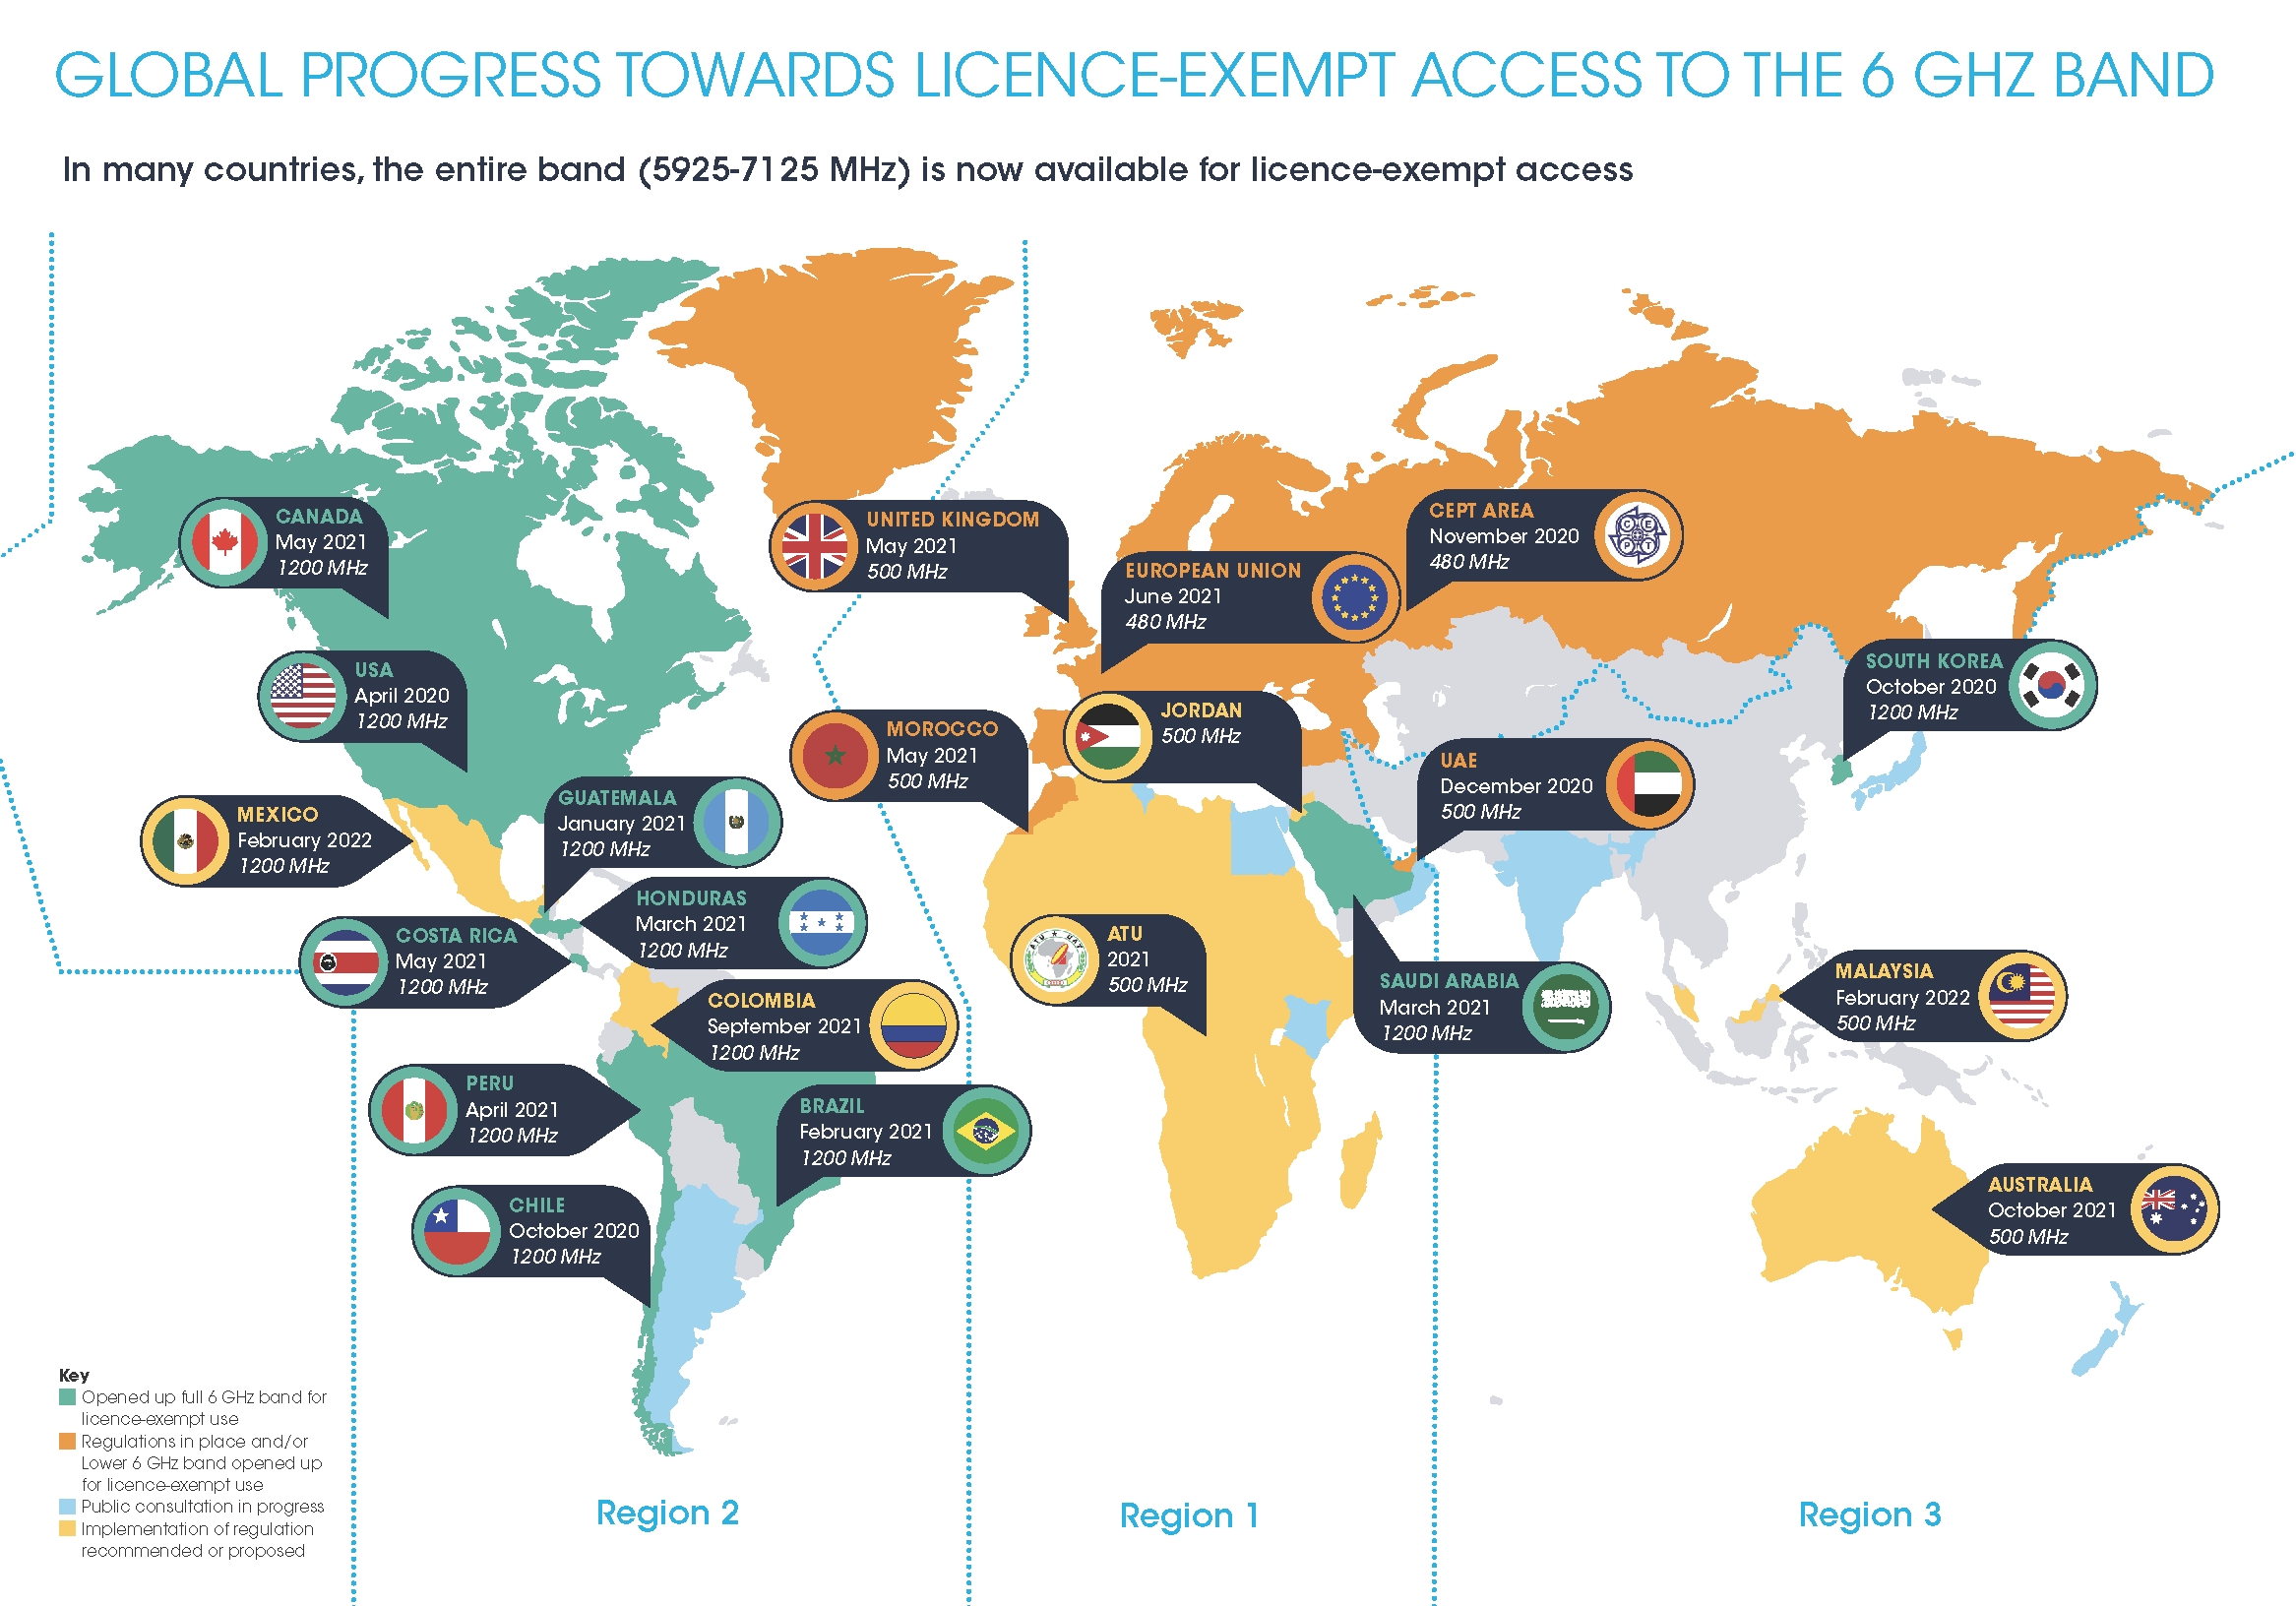 GLOBAL PROGRESS TOWARDS LICENCE-EXEMPT ACCESS TO THE 6 GHZ BAND
In many countries, the entire band (5925-7125 MHz) is now available for licence-exempt access
CANADA
May 2021
1200 MHz
USA
April 2020
1200 MHz
MEXICO
February 2022
1200 MHz
GUATEMALA
January 2021
1200 MHz
HONDURAS
March 2021
1200 MHz
COSTA RICA
May 2021
1200 MHz
COLOMBIA
September 2021
1200 MHz
PERU
April 2021
1200 MHz
BRAZIL
February 2021
1200 MHz
CHILE
October 2020
1200 MHz
UNITED KINGDOM
May 2021
500 MHz
EUROPEAN UNION
June 2021
480 MHz
CEPT AREA
November 2020
480 MHz
C E
P T
MOROCCO
May 2021
500 MHz
JORDAN
500 MHz
UAE
December 2020
500 MHz
SOUTH KOREA
October 2020
1200 MHz
ATU
2021
500 MHz
ATU UAT
SAUDI ARABIA
March 2021
1200 MHz
MALAYSIA
February 2022
500 MHz
AUSTRALIA
October 2021
500 MHz
Key
Opened up full 6 GHz band for
licence-exempt use
Regulations in place and/or
Lower 6 GHz band opened up
for licence-exempt use
Public consultation in progress
Implementation of regulation
recommended or proposed
Region 2
Region 1
Region 3